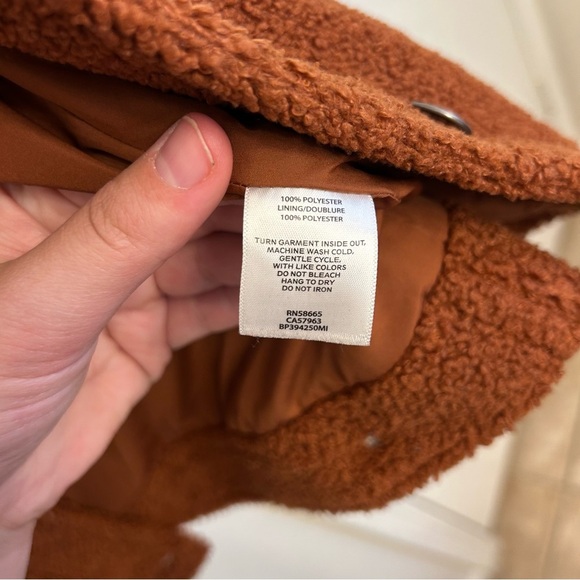 100% POLYESTER
LINING/DOUBLURE
100% POLYESTER
TURN GARMENT INSIDE OUT,
MACHINE WASH COLD,
GENTLE CYCLE,
WITH LIKE COLORS
DO NOT BLEACH
HANG TO DRY
DO NOT IRON
RN58665
CA57963
BP394250MI